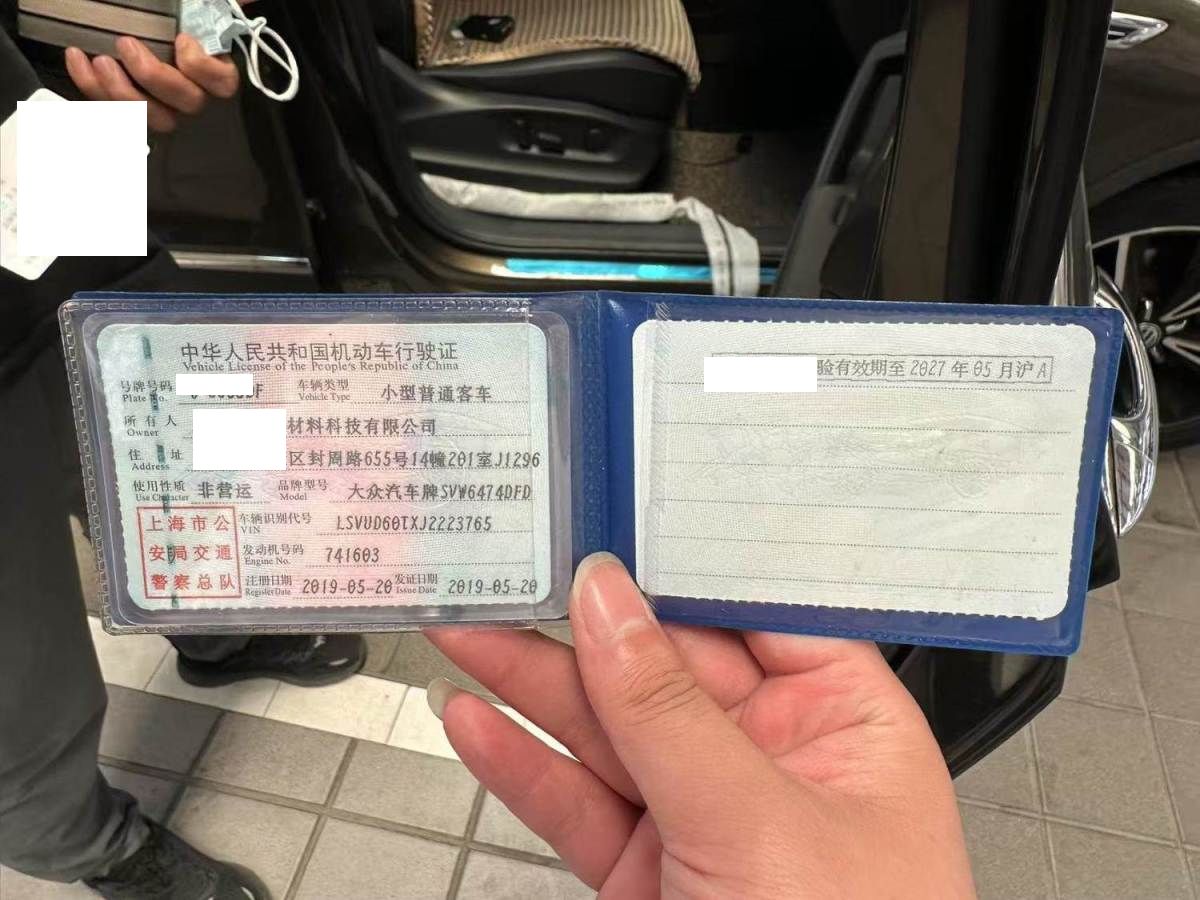 中华人民共和国机动车行驶证
Vehicle License of the People's Republic of China
号牌号码 Plate No. 车辆类型 Vehicle Type 小型普通客车
所有人 Owner 材料科技有限公司
住址 Address 区封周路655号14幢201室J1296
使用性质 Use Character 非营运 品牌型号 Model 大众汽车牌SVW6474DFD
车辆识别代号 VIN LSVUD60TXJ2223765
发动机号码 Engine No. 741603
注册日期 Register Date 2019-05-20 发证日期 Issue Date 2019-05-20
上海市公
安局交通
警察总队
验有效期至2027年05月沪A